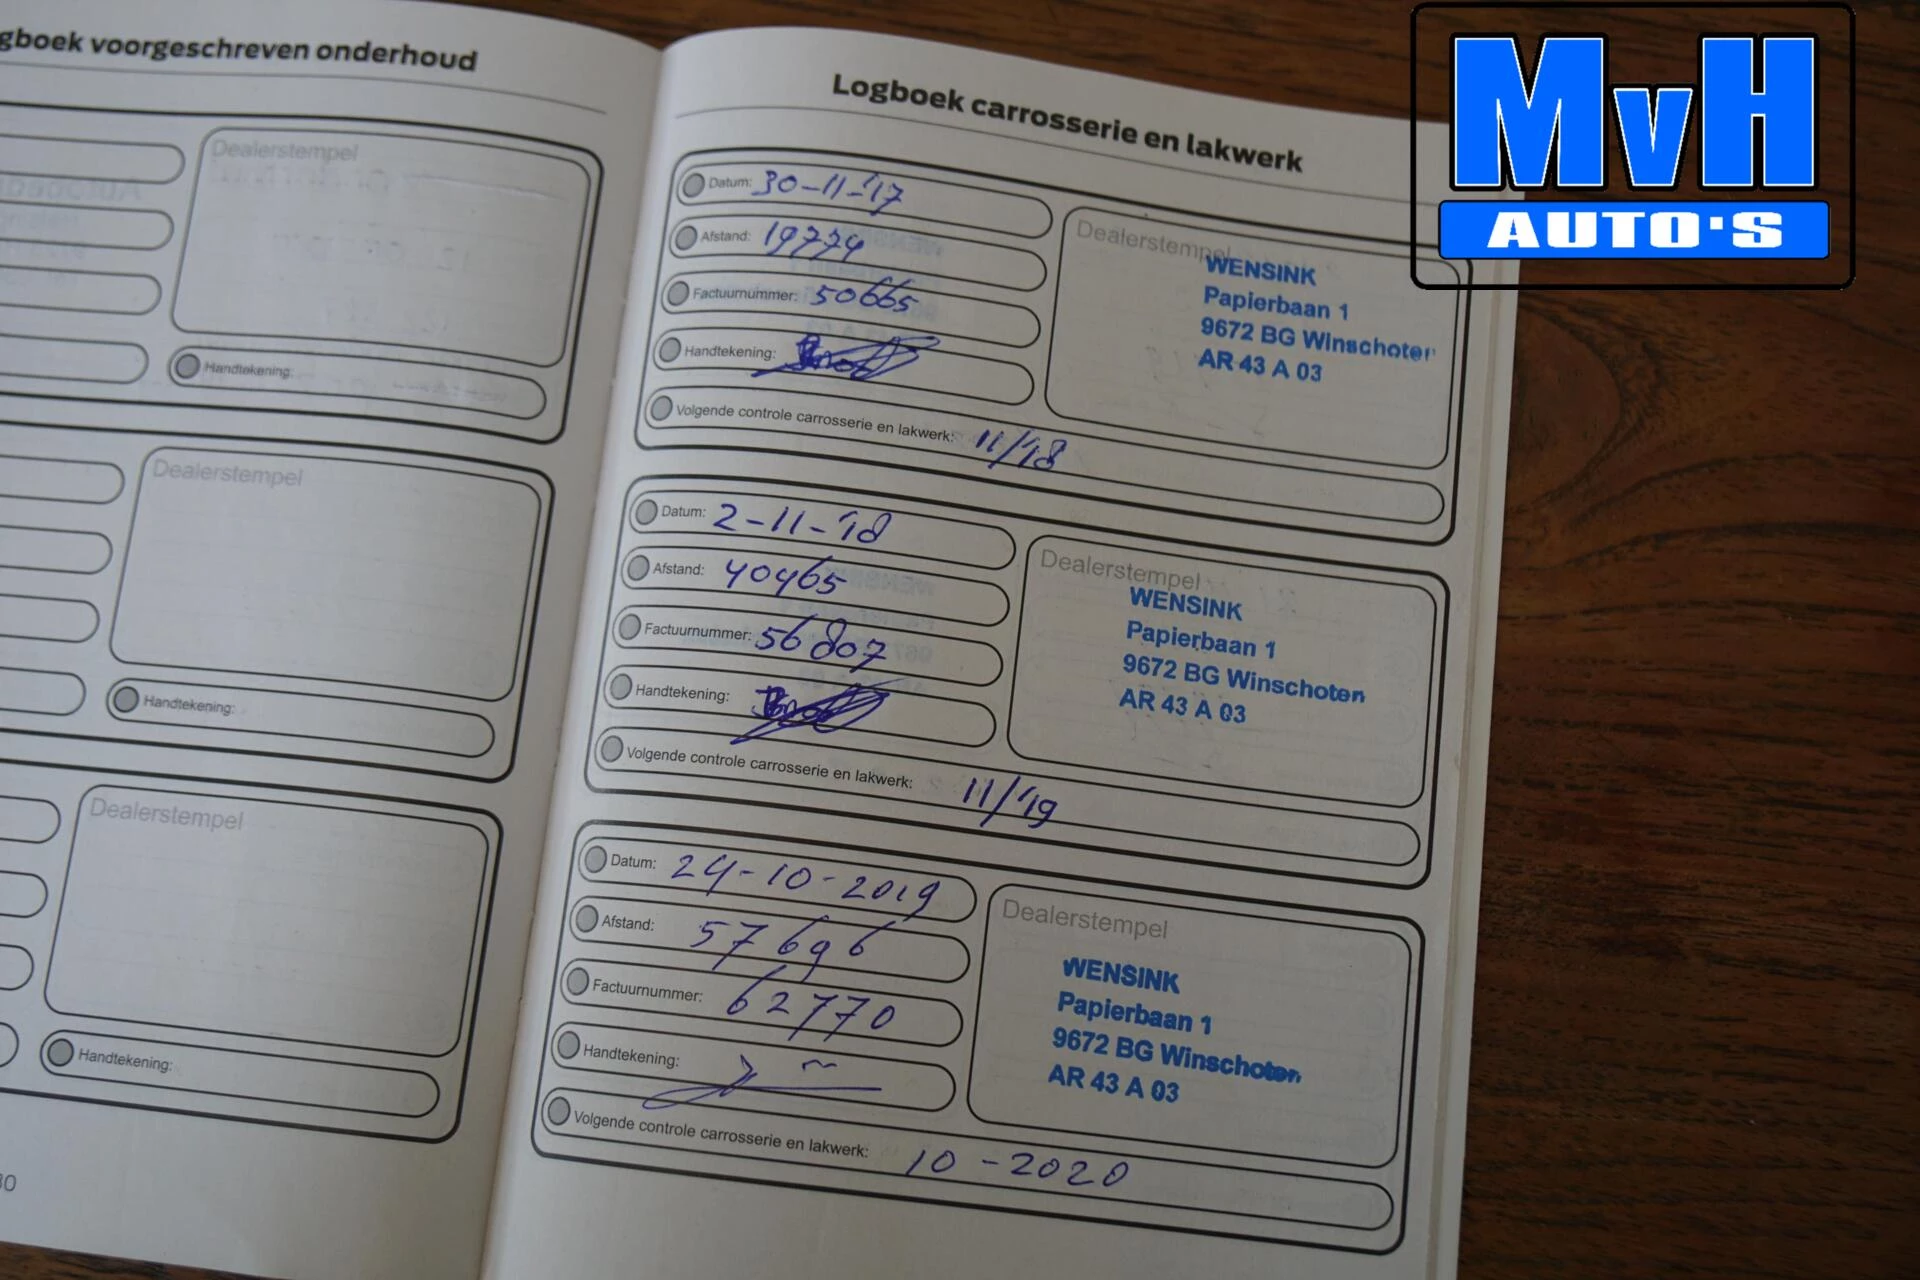 gboek voorgeschreven onderhoud
Dealerstempel
Handtekening:
Dealerstempel
Handtekening:
Dealerstempel
Handtekening:
30
Logboek carrosserie en lakwerk
Datum: 30-11-'17
Afstand: 19774
Factuurnummer: 50665
Handtekening:
Volgende controle carrosserie en lakwerk: 11/'18
Dealerstempel
WENSINK
Papierbaan 1
9672 BG Winschoten
AR 43 A 03
Datum: 2-11-'18
Afstand: 40465
Factuurnummer: 56807
Handtekening:
Volgende controle carrosserie en lakwerk: 11/'19
Dealerstempel
WENSINK
Papierbaan 1
9672 BG Winschoten
AR 43 A 03
Datum: 24-10-2019
Afstand: 57696
Factuurnummer: 62770
Handtekening:
Volgende controle carrosserie en lakwerk: 10-2020
Dealerstempel
WENSINK
Papierbaan 1
9672 BG Winschoten
AR 43 A 03
MvH
AUTO'S